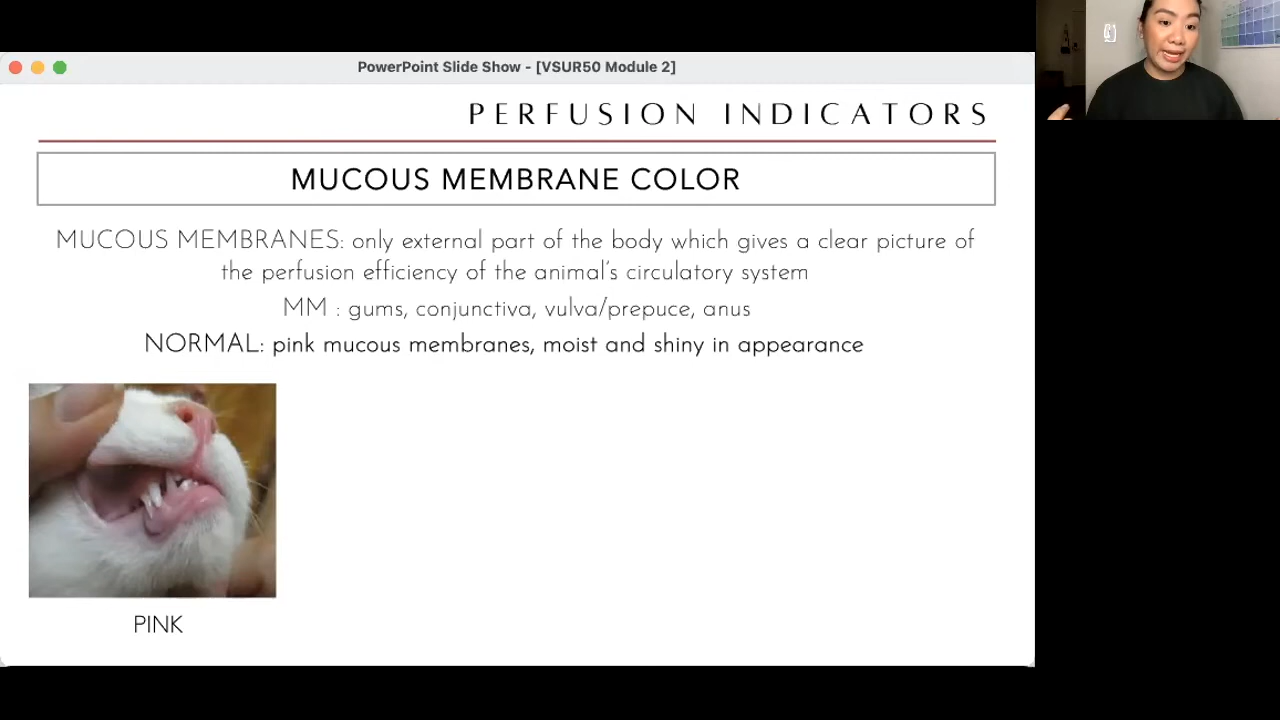 PowerPoint Slide Show - [VSUR50 Module 2]
PERFUSION INDICATORS
MUCOUS MEMBRANE COLOR
MUCOUS MEMBRANES: only external part of the body which gives a clear picture of
the perfusion efficiency of the animal's circulatory system
MM : gums, conjunctiva, vulva/prepuce, anus
NORMAL: pink mucous membranes, moist and shiny in appearance
PINK